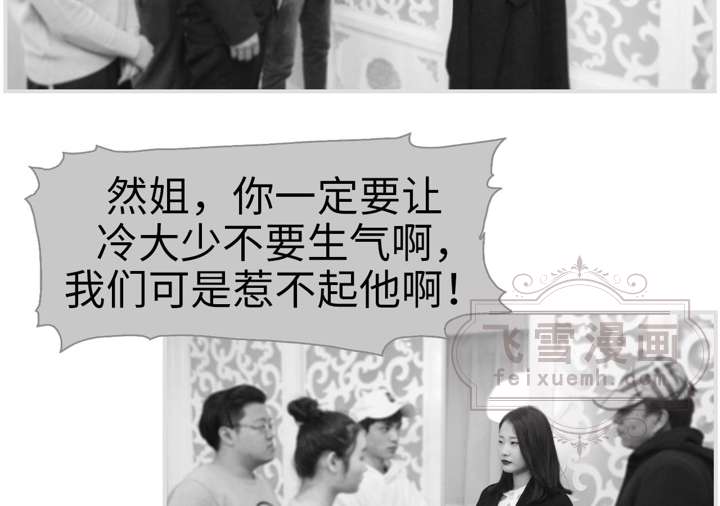 然姐，你一定要让
冷大少不要生气啊，
我们可是惹不起他啊！
飞雪漫画
feixuemh.com